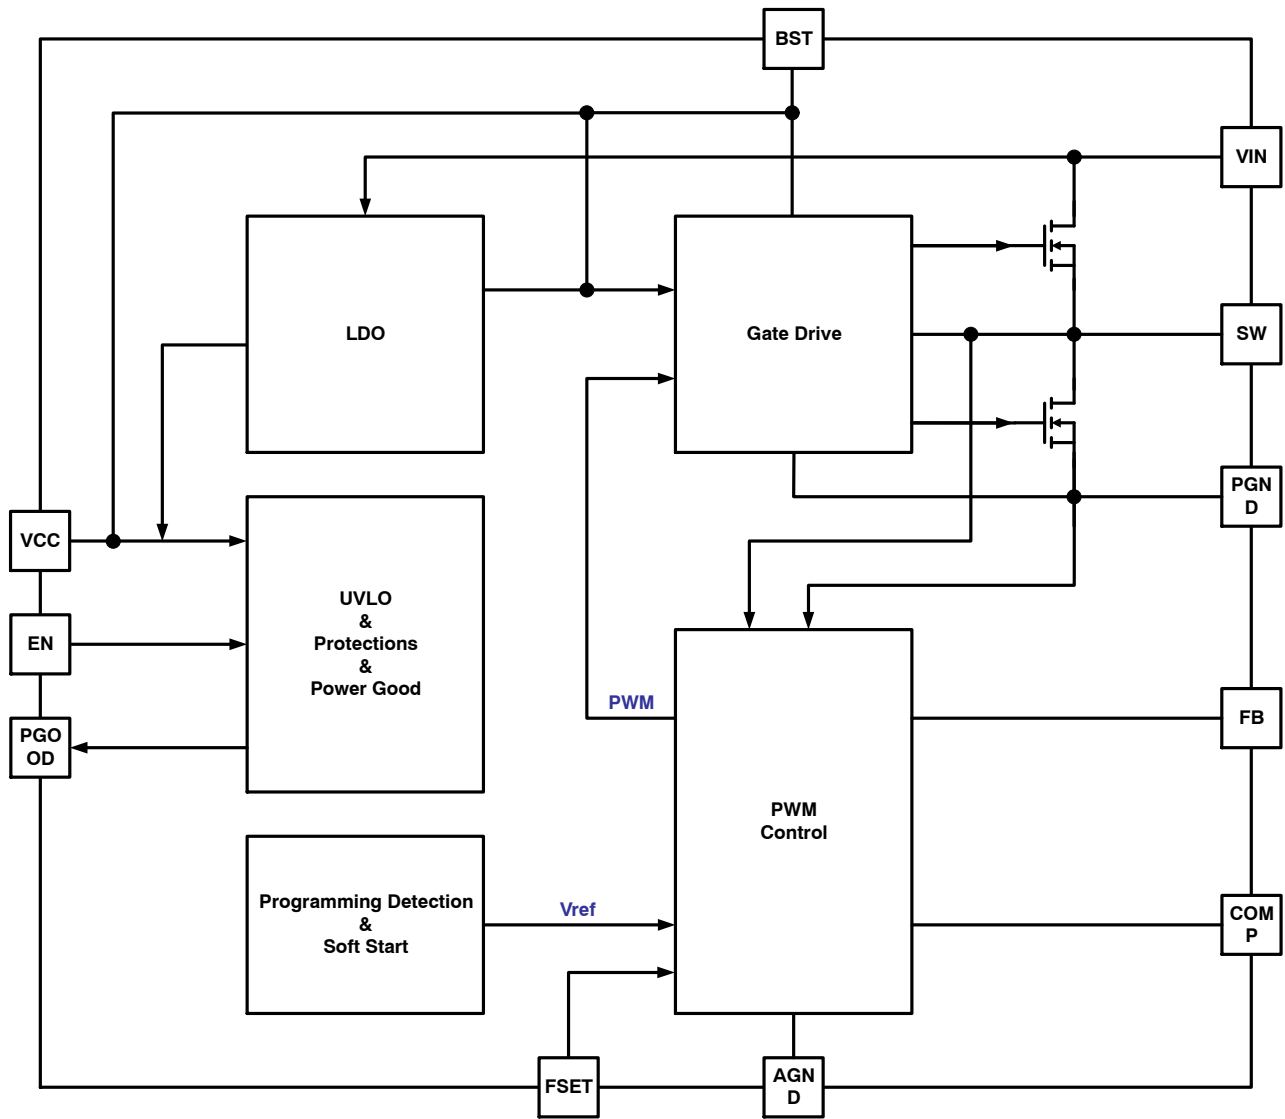 BST
VIN
LDO
Gate Drive
SW
PGN
D
VCC
UVLO
&
Protections
&
Power Good
EN
PGO
OD
PWM
FB
PWM
Control
Programming Detection
&
Soft Start
Vref
COM
P
FSET
AGN
D